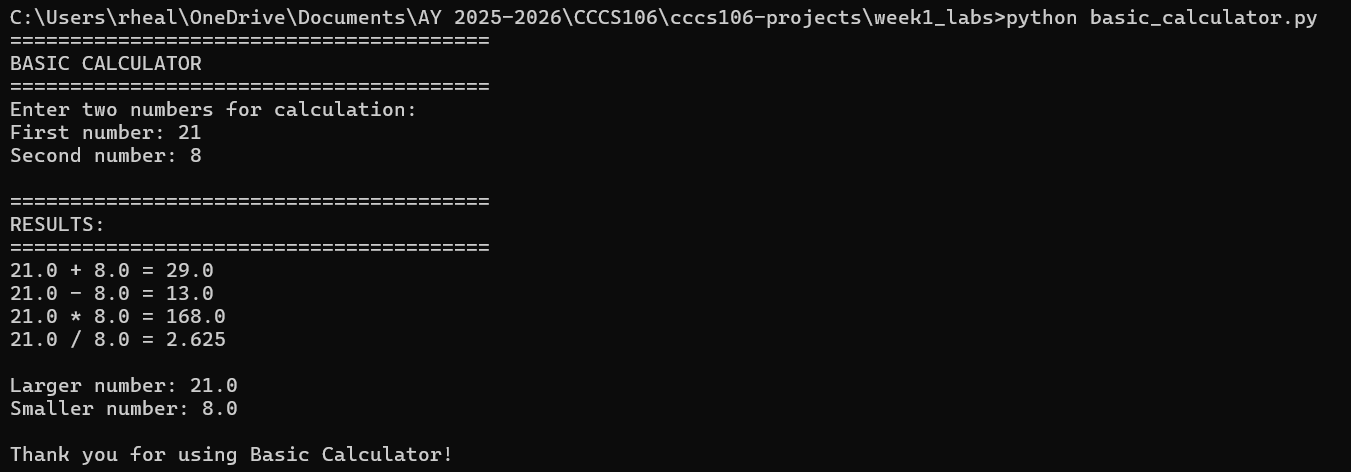 C:\Users\rheal\OneDrive\Documents\AY 2025-2026\CCCS106\cccs106-projects\week1_labs>python basic_calculator.py
========================================
BASIC CALCULATOR
========================================
Enter two numbers for calculation:
First number: 21
Second number: 8
========================================
RESULTS:
========================================
21.0 + 8.0 = 29.0
21.0 - 8.0 = 13.0
21.0 * 8.0 = 168.0
21.0 / 8.0 = 2.625
Larger number: 21.0
Smaller number: 8.0
Thank you for using Basic Calculator!